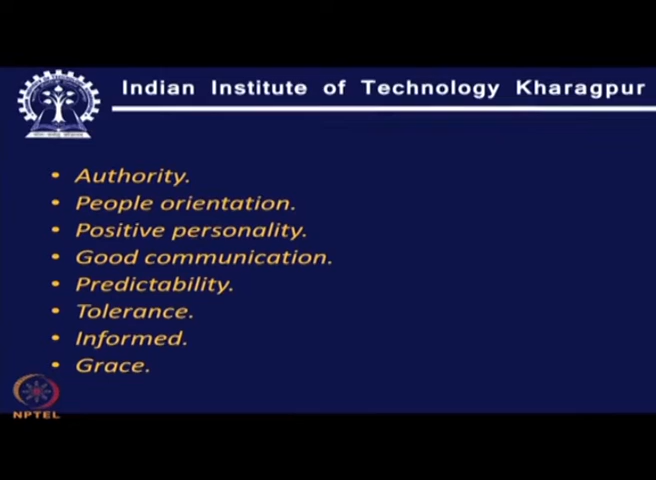 Indian Institute of Technology Kharagpur
• Authority.
• People orientation.
• Positive personality.
• Good communication.
• Predictability.
• Tolerance.
• Informed.
• Grace.
NPTEL